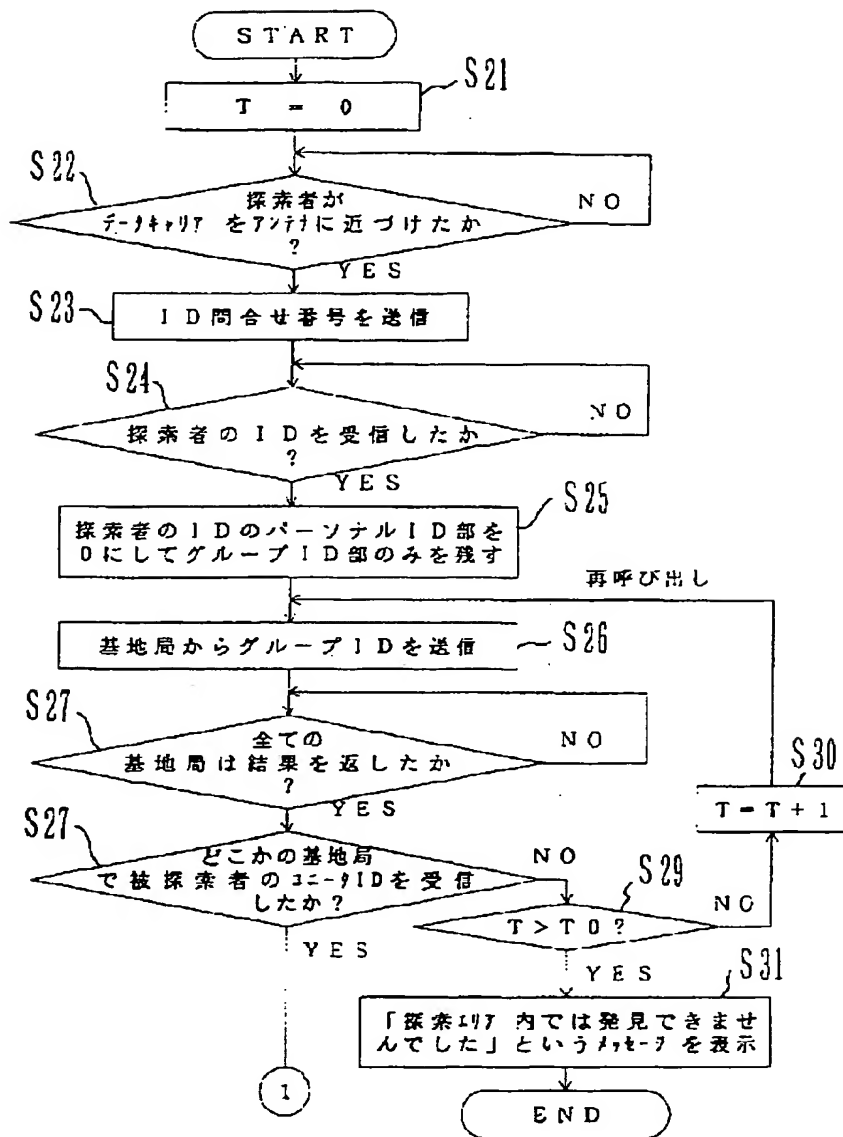 START
S21
T = 0
S22
探索者が
データキャリアをアンテナに近づけたか
?
NO
YES
S23
ID問合せ番号を送信
S24
探索者のIDを受信したか
?
NO
YES
S25
探索者のIDのパーソナルID部を
0にしてグループID部のみを残す
再呼び出し
基地局からグループIDを送信
S26
S27
全ての
基地局は結果を返したか
?
NO
YES
S30
T=T+1
S27
どこかの基地局
で被探索者のユニークIDを受信
したか?
NO
YES
S29
T>T0?
NO
YES
S31
「探索エリア内では発見できませ
んでした」というメッセージを表示
1
END